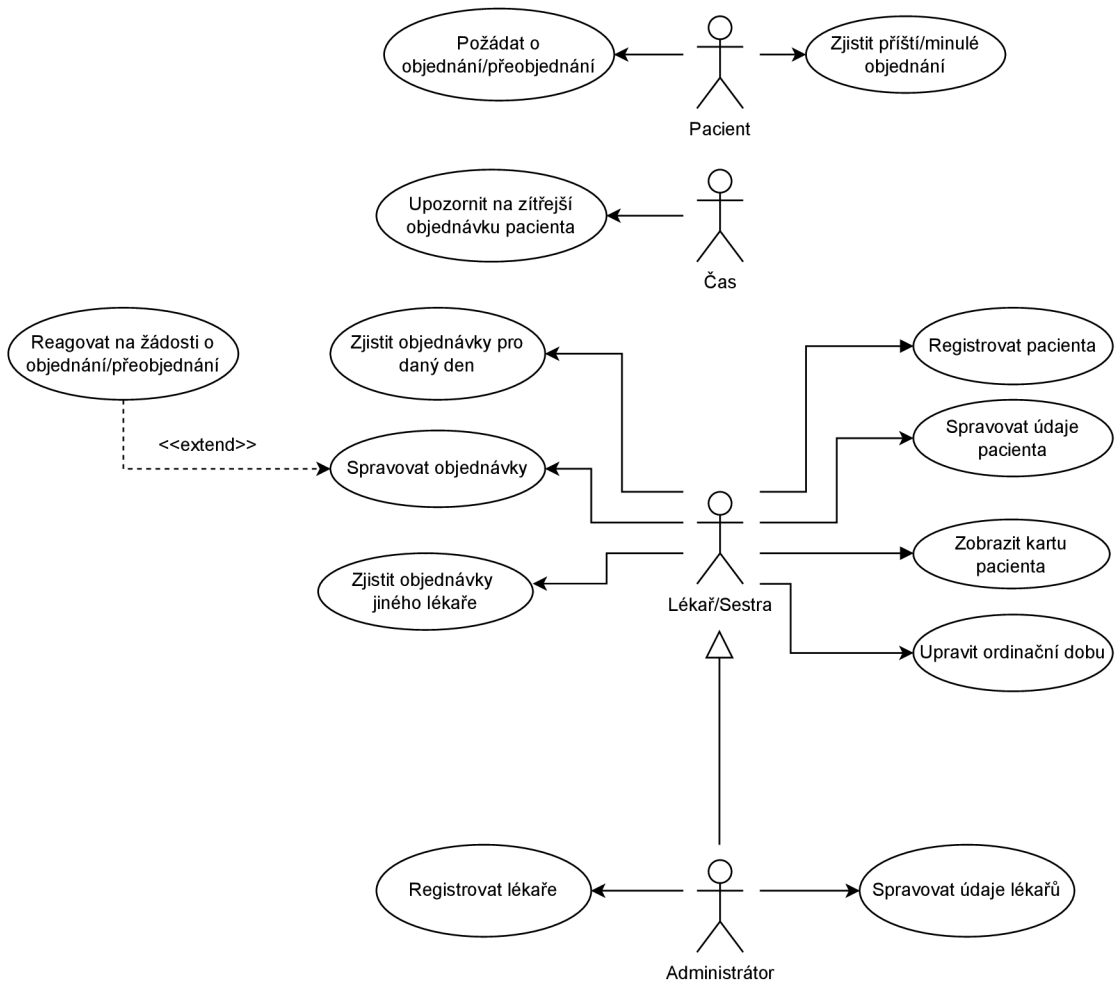 Požádat o
objednání/přeobjednání
Zjistit příští/minulé
objednání
Pacient
Upozornit na zítřejší
objednávku pacienta
Čas
Reagovat na žádosti o
objednání/přeobjednání
Zjistit objednávky pro
daný den
Registrovat pacienta
<<extend>>
Spravovat objednávky
Spravovat údaje
pacienta
Zjistit objednávky
jiného lékaře
Lékař/Sestra
Zobrazit kartu
pacienta
Upravit ordinační dobu
Registrovat lékaře
Spravovat údaje lékařů
Administrátor